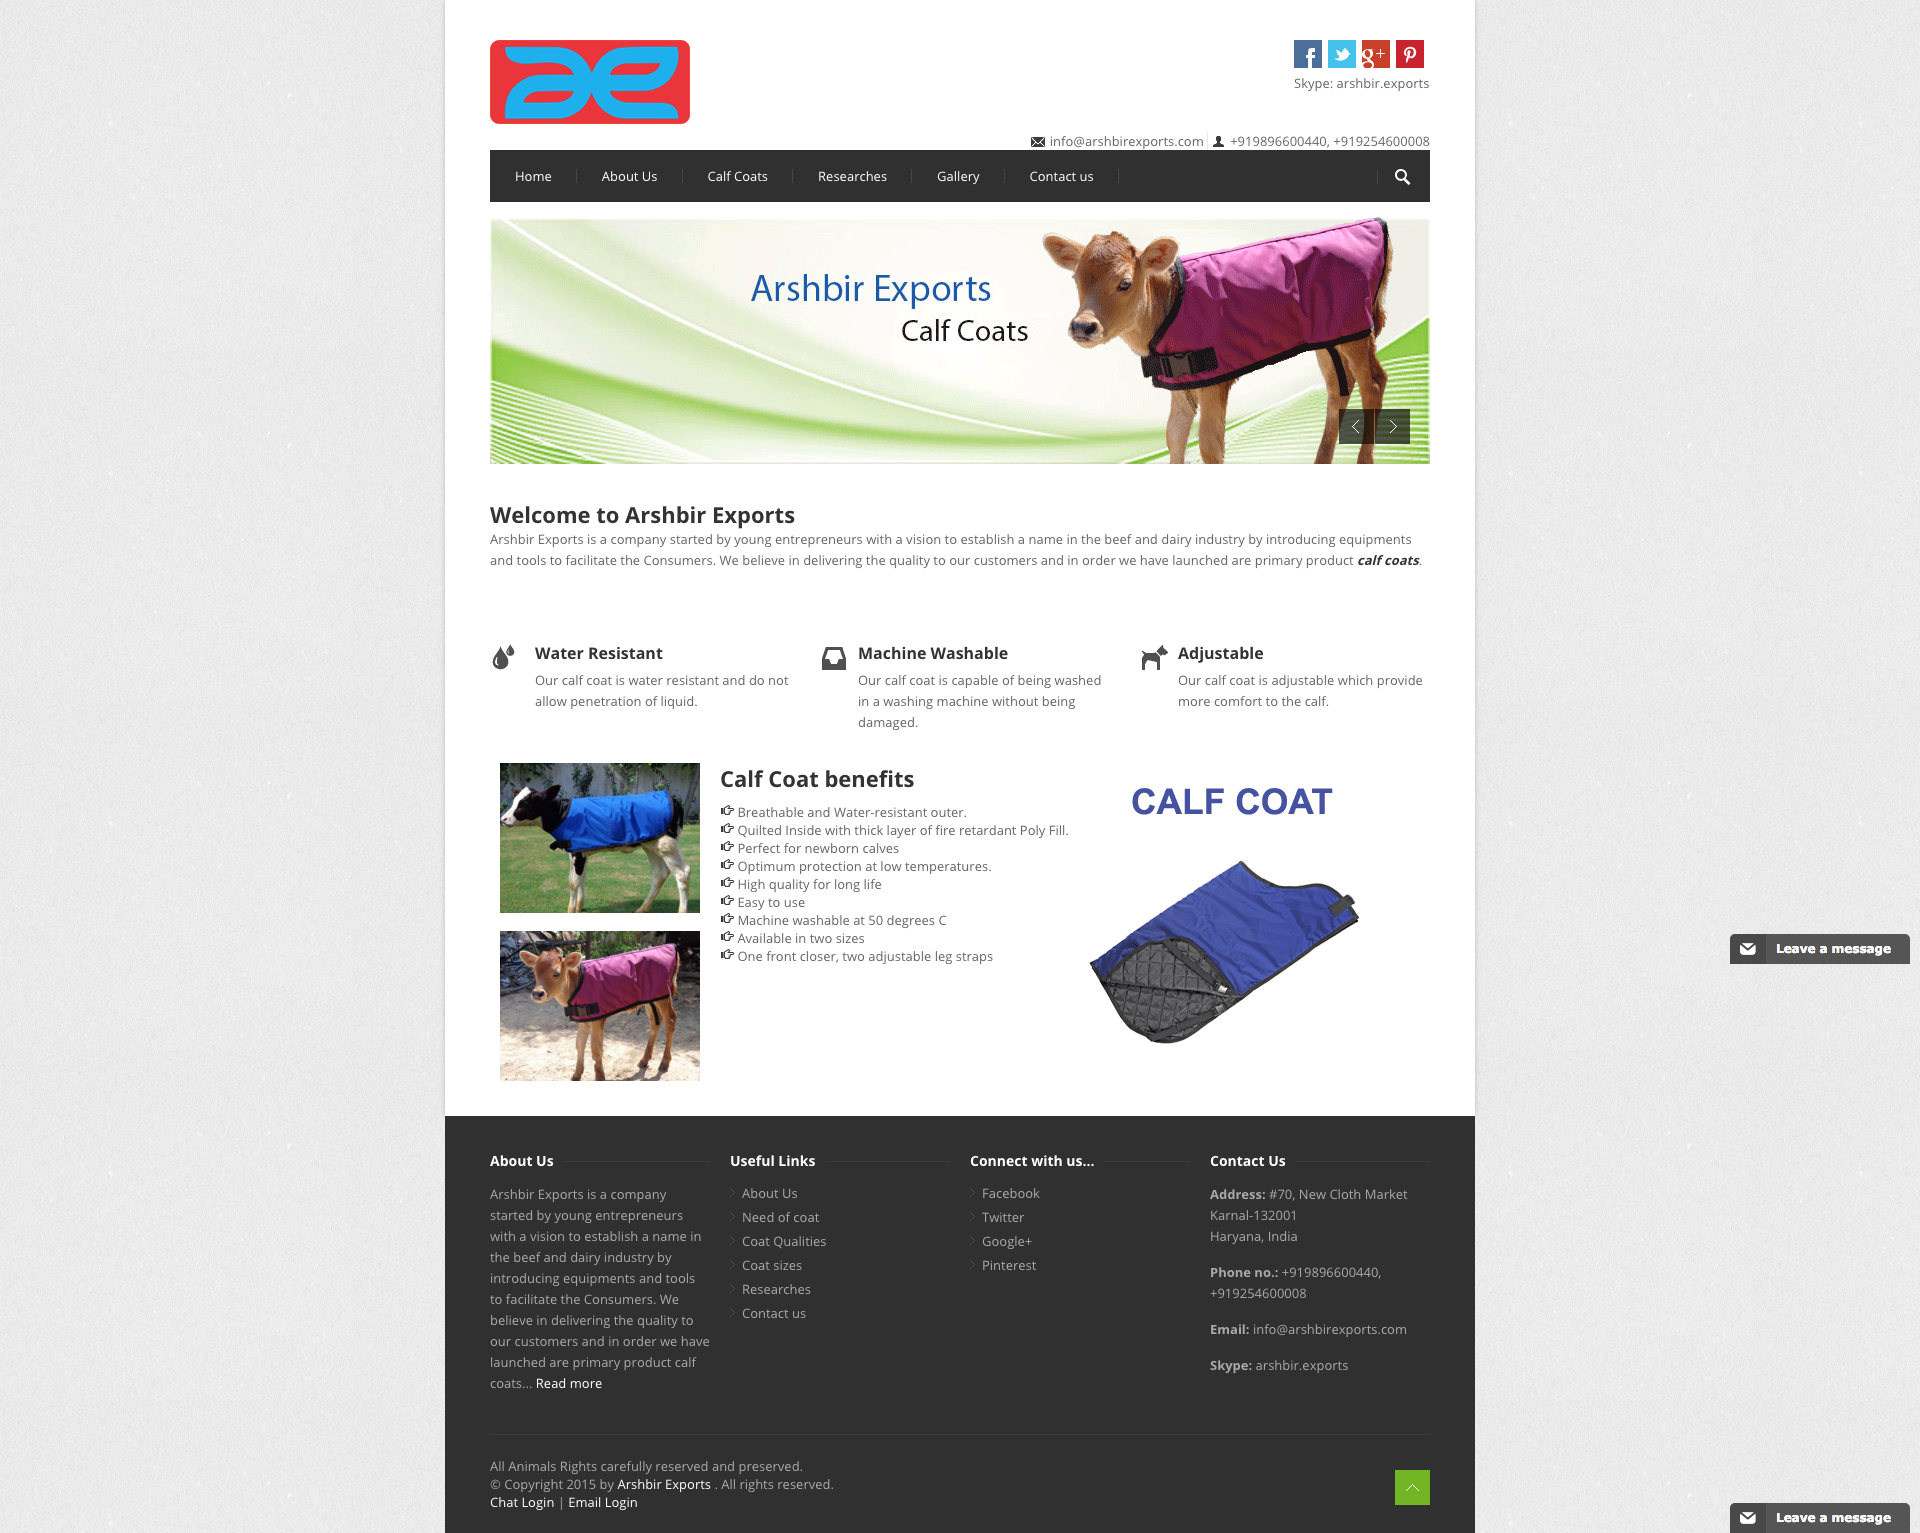 ae
Skype: arshbir.exports
info@arshbirexports.com
+919896600440, +919254600008
Home
About Us
Calf Coats
Researches
Gallery
Contact us
Arshbir Exports
Calf Coats
Welcome to Arshbir Exports
Arshbir Exports is a company started by young entrepreneurs with a vision to establish a name in the beef and dairy industry by introducing equipments
and tools to facilitate the Consumers. We believe in delivering the quality to our customers and in order we have launched are primary product calf coats.
Water Resistant
Our calf coat is water resistant and do not
allow penetration of liquid.
Machine Washable
Our calf coat is capable of being washed
in a washing machine without being
damaged.
Adjustable
Our calf coat is adjustable which provide
more comfort to the calf.
Calf Coat benefits
Breathable and Water-resistant outer.
Quilted Inside with thick layer of fire retardant Poly Fill.
Perfect for newborn calves
Optimum protection at low temperatures.
High quality for long life
Easy to use
Machine washable at 50 degrees C
Available in two sizes
One front closer, two adjustable leg straps
CALF COAT
Leave a message
About Us
Arshbir Exports is a company
started by young entrepreneurs
with a vision to establish a name in
the beef and dairy industry by
introducing equipments and tools
to facilitate the Consumers. We
believe in delivering the quality to
our customers and in order we have
launched are primary product calf
coats... Read more
Useful Links
About Us
Need of coat
Coat Qualities
Coat sizes
Researches
Contact us
Connect with us...
Facebook
Twitter
Google+
Pinterest
Contact Us
Address: #70, New Cloth Market
Karnal-132001
Haryana, India
Phone no.: +919896600440,
+919254600008
Email: info@arshbirexports.com
Skype: arshbir.exports
All Animals Rights carefully reserved and preserved.
© Copyright 2015 by Arshbir Exports . All rights reserved.
Chat Login | Email Login
Leave a message